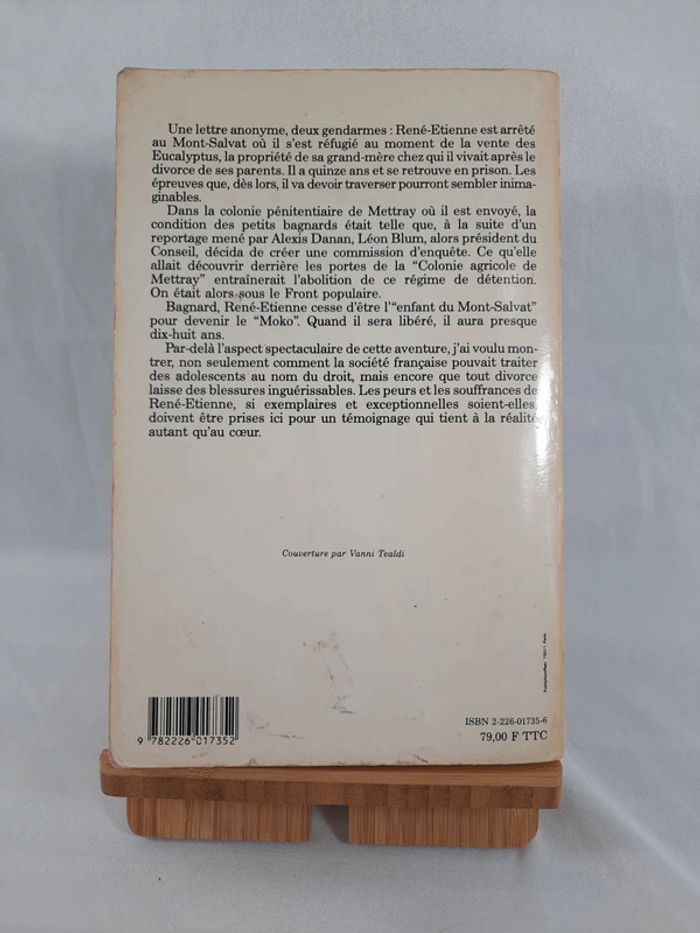 Une lettre anonyme, deux gendarmes : René-Etienne est arrêté
au Mont-Salvat où il s'est réfugié au moment de la vente des
Eucalyptus, la propriété de sa grand-mère chez qui il vivait après le
divorce de ses parents. Il a quinze ans et se retrouve en prison. Les
épreuves que, dès lors, il va devoir traverser pourront sembler inima-
ginables.
Dans la colonie pénitentiaire de Mettray où il est envoyé, la
condition des petits bagnards était telle que, à la suite d'un
reportage mené par Alexis Danan, Léon Blum, alors président du
Conseil, décida de créer une commission d'enquête. Ce qu'elle
allait découvrir derrière les portes de la "Colonie agricole de
Mettray" entraînerait l'abolition de ce régime de détention.
On était alors sous le Front populaire.
Bagnard, René-Etienne cesse d'être l'"enfant du Mont-Salvat"
pour devenir le "Moko". Quand il sera libéré, il aura presque
dix-huit ans.
Par-delà l'aspect spectaculaire de cette aventure, j'ai voulu mon-
trer, non seulement comment la société française pouvait traiter
des adolescents au nom du droit, mais encore que tout divorce
laisse des blessures inguérissables. Les peurs et les souffrances de
René-Etienne, si exemplaires et exceptionnelles soient-elles,
doivent être prises ici pour un témoignage qui tient à la réalité
autant qu'au cœur.
Couverture par Vanni Tealdi
ISBN 2-226-01735-6
79,00 F TTC
9 782226 017352